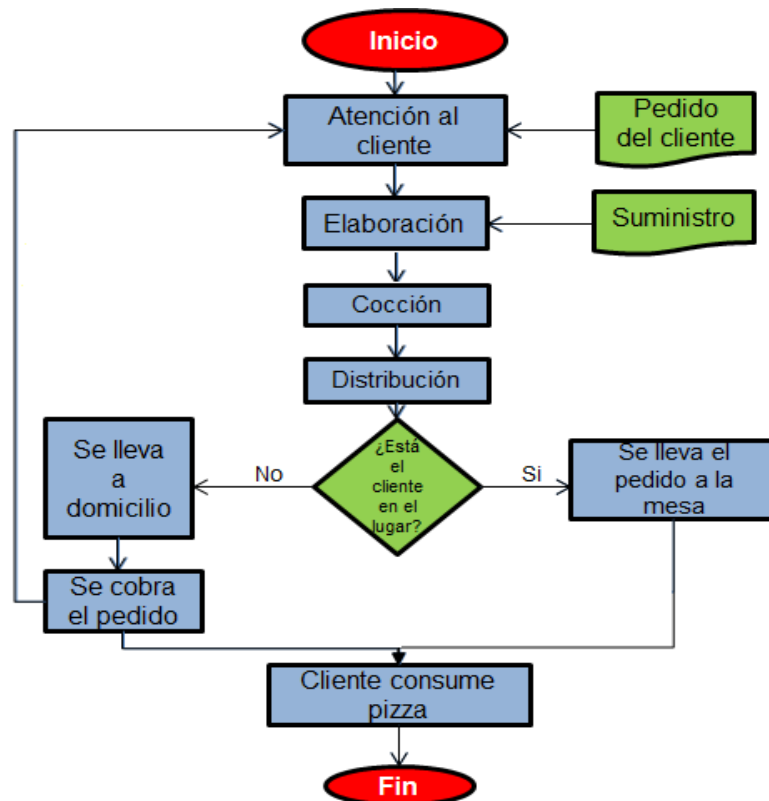 Inicio
Atención al
cliente
Pedido
del cliente
Elaboración
Suministro
Cocción
Distribución
¿Está
el
cliente
en el
lugar?
No
Si
Se lleva
a
domicilio
Se lleva el
pedido a la
mesa
Se cobra
el pedido
Cliente consume
pizza
Fin